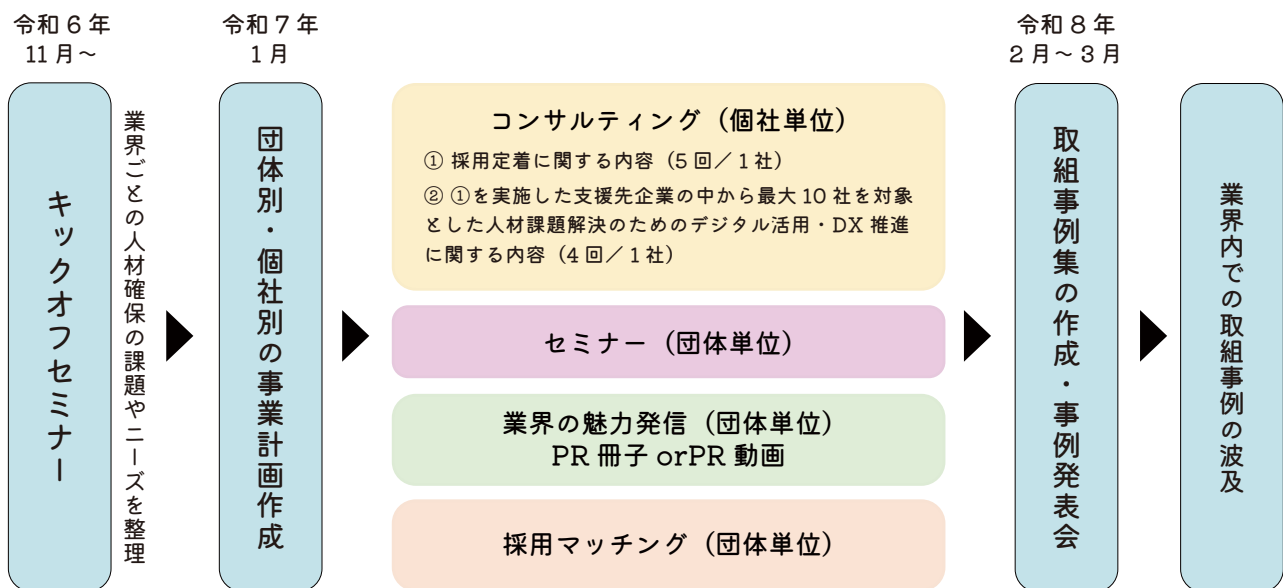 令和６年
11月～
キックオフセミナー
業界ごとの人材確保の課題やニーズを整理
令和７年
１月
団体別・個社別の事業計画作成
コンサルティング（個社単位）
① 採用定着に関する内容（5 回／ 1 社）
② ①を実施した支援先企業の中から最大 10 社を対象
とした人材課題解決のためのデジタル活用・DX 推進
に関する内容（4 回／ 1 社）
セミナー（団体単位）
業界の魅力発信（団体単位）
PR 冊子 orPR 動画
採用マッチング（団体単位）
令和８年
２月～３月
取組事例集の作成・事例発表会
業界内での取組事例の波及